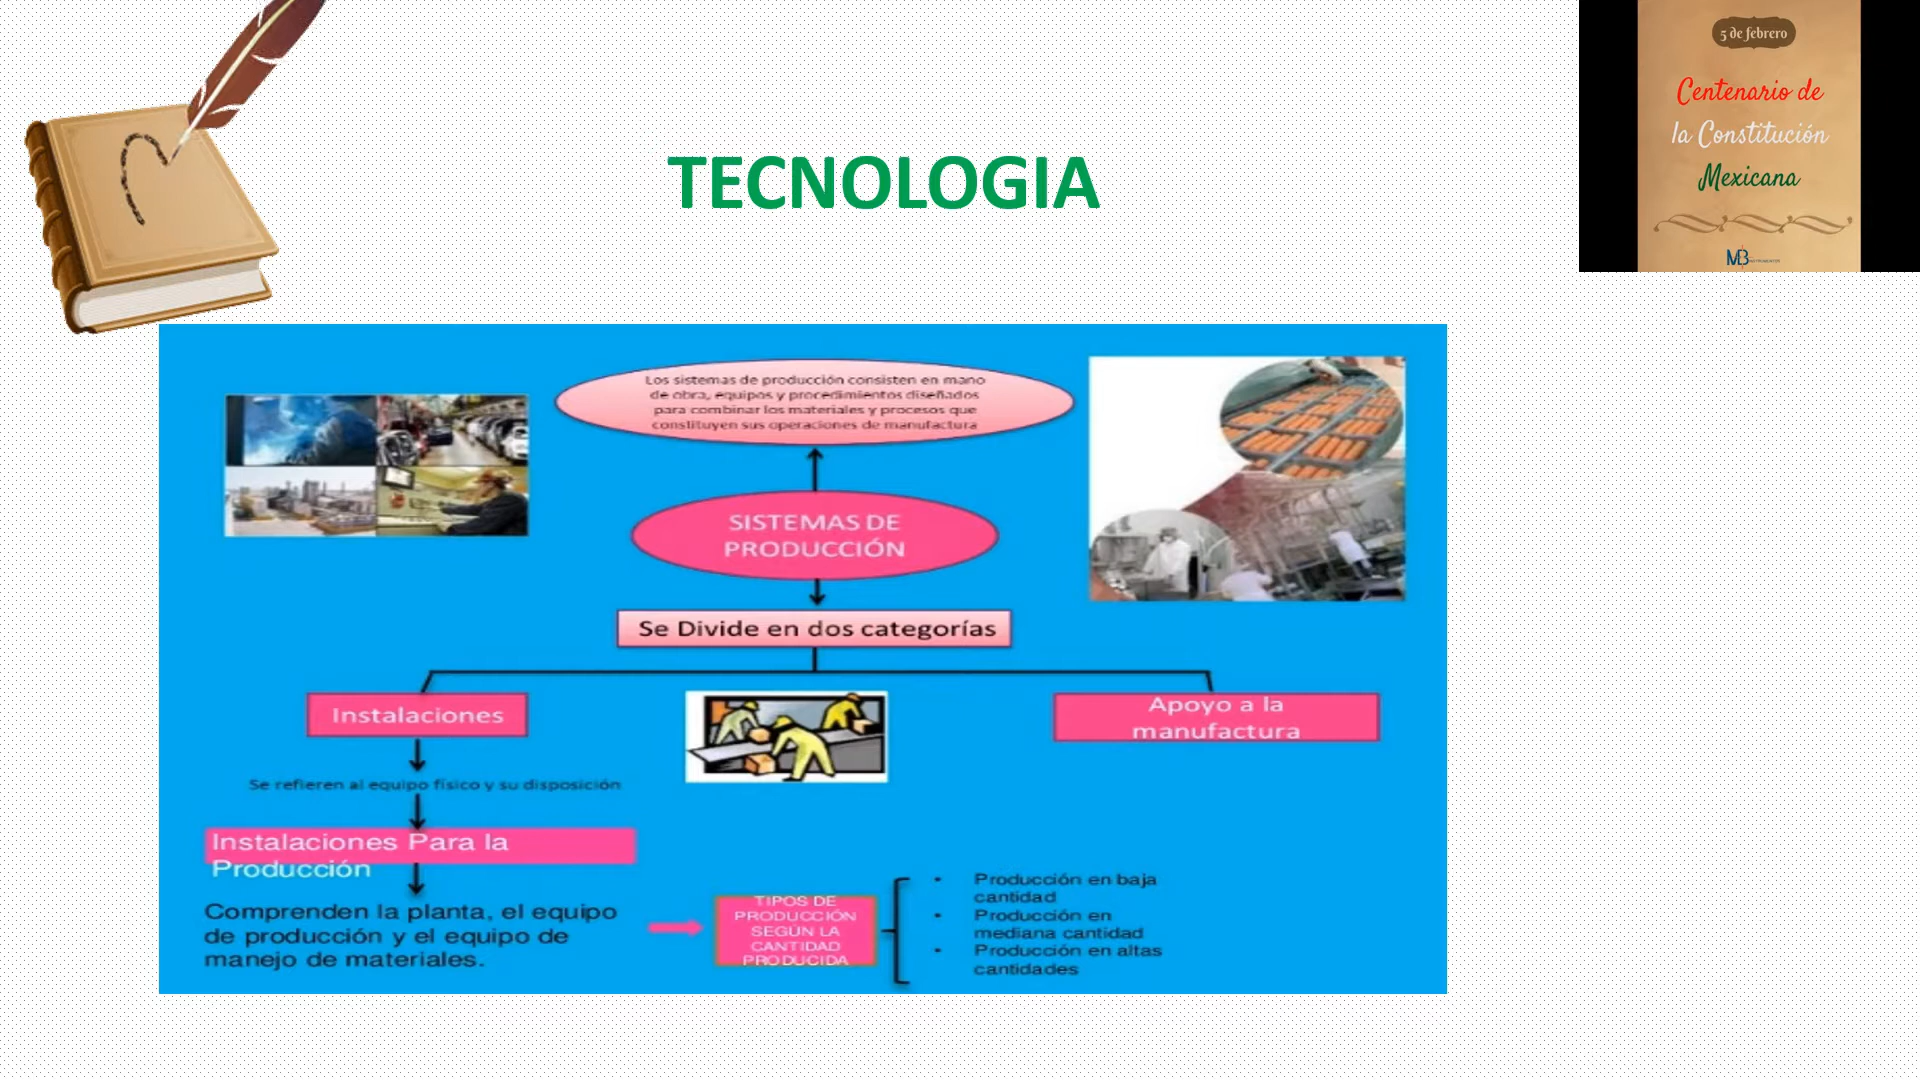 5 de febrero
Centenario de
la Constitución
Mexicana
MB
TECNOLOGIA
Los sistemas de producción consisten en mano
de obra, equipos y procedimientos diseñados
para combinar los materiales y procesos que
constituyen sus operaciones de manufactura
SISTEMAS DE
PRODUCCIÓN
Se Divide en dos categorías
Instalaciones
Apoyo a la
manufactura
Se refieren al equipo físico y su disposición
Instalaciones Para la
Producción
Comprenden la planta, el equipo
de producción y el equipo de
manejo de materiales.
TIPOS DE
PRODUCCIÓN
SEGÚN LA
CANTIDAD
PRODUCIDA
• Producción en baja
cantidad
• Producción en
mediana cantidad
• Producción en altas
cantidades